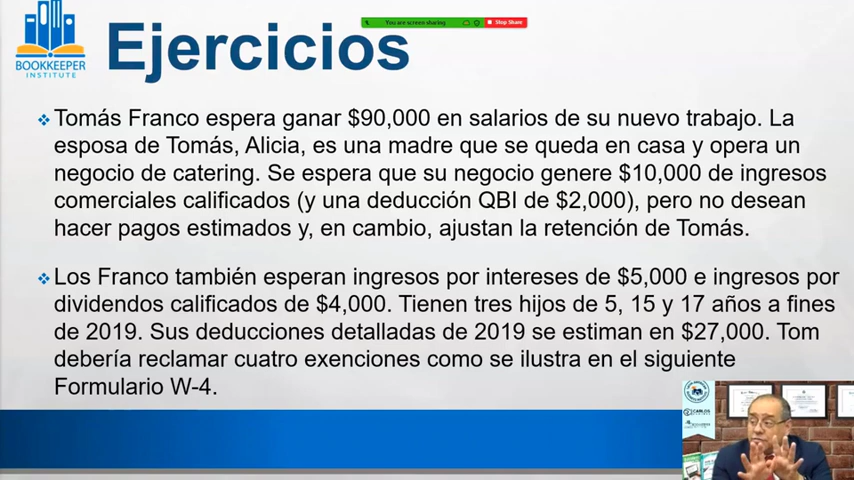 You are screen sharing
Stop Share
BOOKKEEPER
INSTITUTE
Ejercicios
Tomás Franco espera ganar $90,000 en salarios de su nuevo trabajo. La
esposa de Tomás, Alicia, es una madre que se queda en casa y opera un
negocio de catering. Se espera que su negocio genere $10,000 de ingresos
comerciales calificados (y una deducción QBI de $2,000), pero no desean
hacer pagos estimados y, en cambio, ajustan la retención de Tomás.
Los Franco también esperan ingresos por intereses de $5,000 e ingresos por
dividendos calificados de $4,000. Tienen tres hijos de 5, 15 y 17 años a fines
de 2019. Sus deducciones detalladas de 2019 se estiman en $27,000. Tom
debería reclamar cuatro exenciones como se ilustra en el siguiente
Formulario W-4.
CARLOS